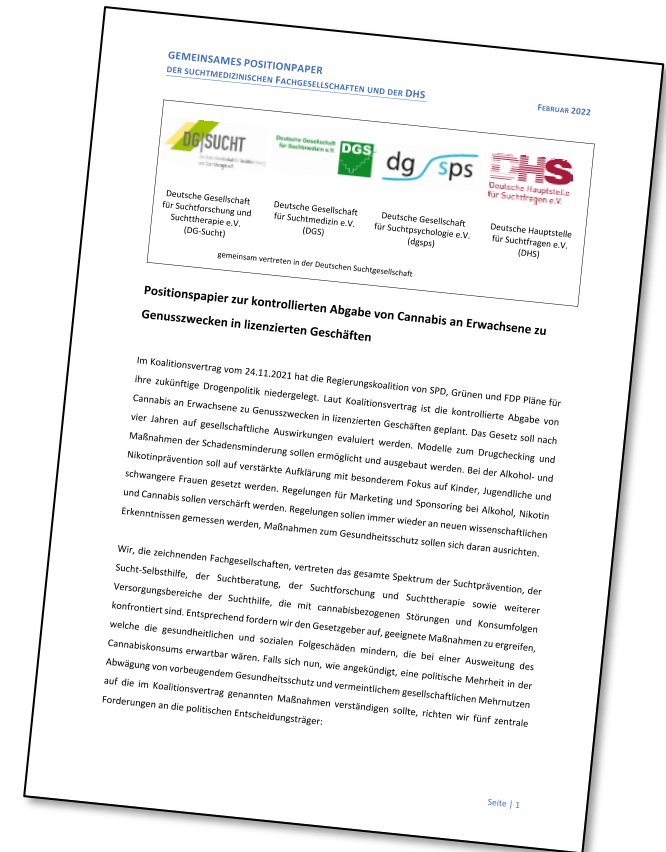 GEMEINSAMES POSITIONPAPER
DER SUCHTMEDIZINISCHEN FACHGESELLSCHAFTEN UND DER DHS
FEBRUAR 2022
DG|SUCHT
Deutsche Gesellschaft
für Suchtmedizin e.V.
DGS
dg sps
DHS
Deutsche Hauptstelle
für Suchtfragen e.V.
Deutsche Gesellschaft
für Suchtforschung und
Suchttherapie e.V.
(DG-Sucht)
Deutsche Gesellschaft
für Suchtmedizin e.V.
(DGS)
Deutsche Gesellschaft
für Suchtpsychologie e.V.
(dgsps)
Deutsche Hauptstelle
für Suchtfragen e.V.
(DHS)
gemeinsam vertreten in der Deutschen Suchtgesellschaft
Positionspapier zur kontrollierten Abgabe von Cannabis an Erwachsene zu
Genusszwecken in lizenzierten Geschäften
Im Koalitionsvertrag vom 24.11.2021 hat die Regierungskoalition von SPD, Grünen und FDP Pläne für
ihre zukünftige Drogenpolitik niedergelegt. Laut Koalitionsvertrag ist die kontrollierte Abgabe von
Cannabis an Erwachsene zu Genusszwecken in lizenzierten Geschäften geplant. Das Gesetz soll nach
vier Jahren auf gesellschaftliche Auswirkungen evaluiert werden. Modelle zum Drugchecking und
Maßnahmen der Schadensminderung sollen ermöglicht und ausgebaut werden. Bei der Alkohol- und
Nikotinprävention soll auf verstärkte Aufklärung mit besonderem Fokus auf Kinder, Jugendliche und
schwangere Frauen gesetzt werden. Regelungen für Marketing und Sponsoring bei Alkohol, Nikotin
und Cannabis sollen verschärft werden. Regelungen sollen immer wieder an neuen wissenschaftlichen
Erkenntnissen gemessen werden, Maßnahmen zum Gesundheitsschutz sollen sich daran ausrichten.
Wir, die zeichnenden Fachgesellschaften, vertreten das gesamte Spektrum der Suchtprävention, der
Sucht-Selbsthilfe, der Suchtberatung, der Suchtforschung und Suchttherapie sowie weiterer
Versorgungsbereiche der Suchthilfe, die mit cannabisbezogenen Störungen und Konsumfolgen
konfrontiert sind. Entsprechend fordern wir den Gesetzgeber auf, geeignete Maßnahmen zu ergreifen,
welche die gesundheitlichen und sozialen Folgeschäden mindern, die bei einer Ausweitung des
Cannabiskonsums erwartbar wären. Falls sich nun, wie angekündigt, eine politische Mehrheit in der
Abwägung von vorbeugendem Gesundheitsschutz und vermeintlichem gesellschaftlichen Mehrnutzen
auf die im Koalitionsvertrag genannten Maßnahmen verständigen sollte, richten wir fünf zentrale
Forderungen an die politischen Entscheidungsträger:
Seite | 1